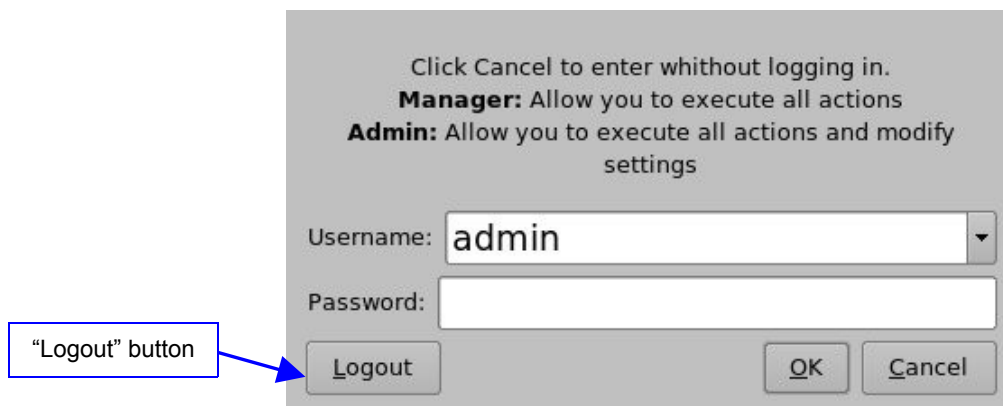 Click Cancel to enter whithout logging in.
Manager: Allow you to execute all actions
Admin: Allow you to execute all actions and modify
settings
Username: admin
Password:
“Logout” button
Logout OK Cancel